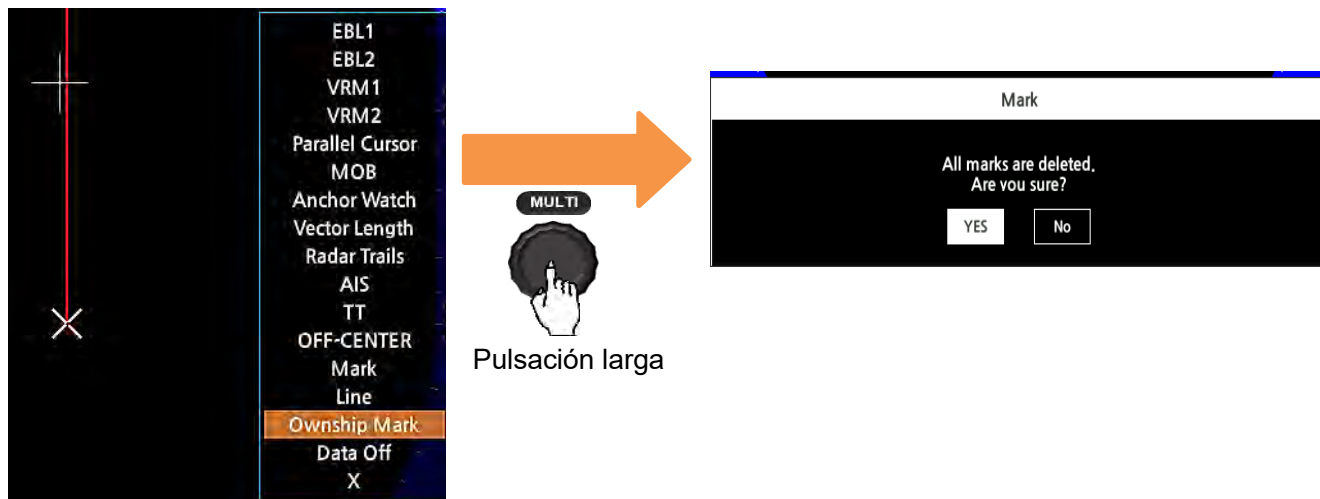 EBL1
EBL2
VRM1
VRM2
Parallel Cursor
MOB
Anchor Watch
Vector Length
Radar Trails
AIS
TT
OFF-CENTER
Mark
Line
Ownship Mark
Data Off
X
MULTI
Pulsación larga
Mark
All marks are deleted.
Are you sure?
YES
No